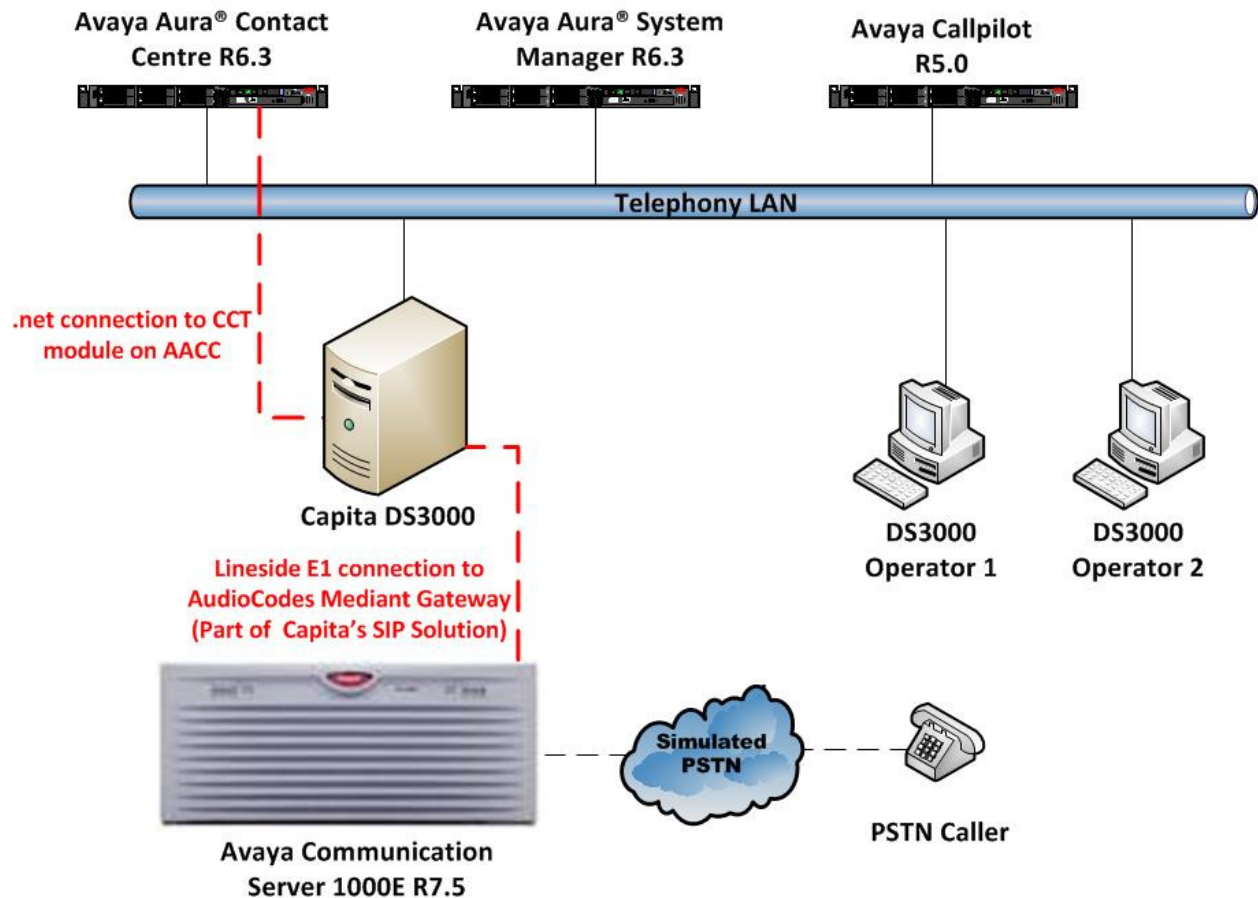 Avaya Aura® Contact
Centre R6.3
Avaya Aura® System
Manager R6.3
Avaya Callpilot
R5.0
Telephony LAN
.net connection to CCT
module on AACC
Capita DS3000
DS3000
Operator 1
DS3000
Operator 2
Lineside E1 connection to
AudioCodes Mediant Gateway
(Part of Capita's SIP Solution)
Simulated
PSTN
PSTN Caller
Avaya Communication
Server 1000E R7.5